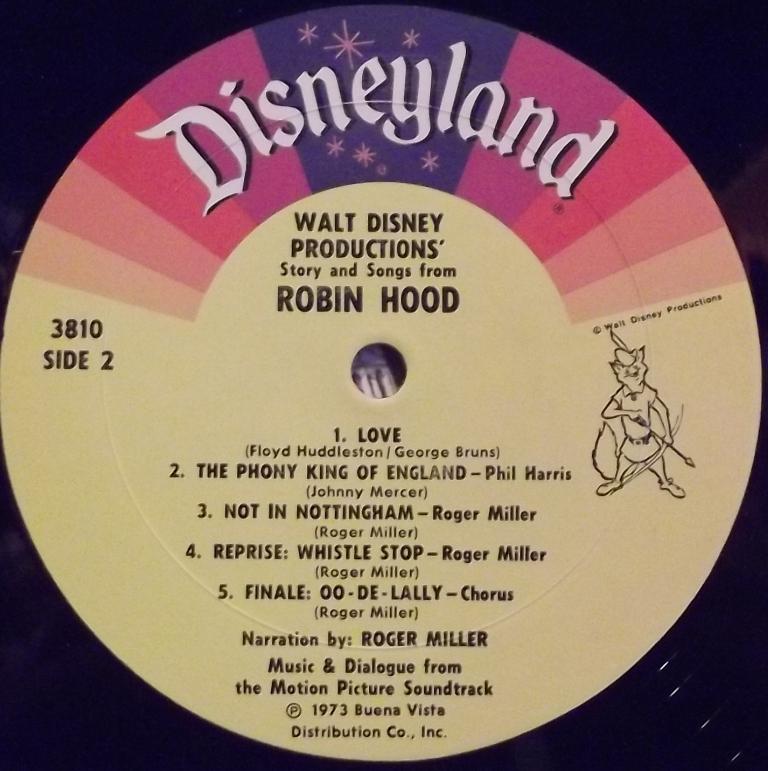 Disneyland
®
WALT DISNEY
PRODUCTIONS'
Story and Songs from
ROBIN HOOD
3810
SIDE 2
© Walt Disney Productions
1. LOVE
(Floyd Huddleston/George Bruns)
2. THE PHONY KING OF ENGLAND – Phil Harris
(Johnny Mercer)
3. NOT IN NOTTINGHAM – Roger Miller
(Roger Miller)
4. REPRISE: WHISTLE STOP – Roger Miller
(Roger Miller)
5. FINALE: OO-DE-LALLY – Chorus
(Roger Miller)
Narration by: ROGER MILLER
Music & Dialogue from
the Motion Picture Soundtrack
℗ 1973 Buena Vista
Distribution Co., Inc.